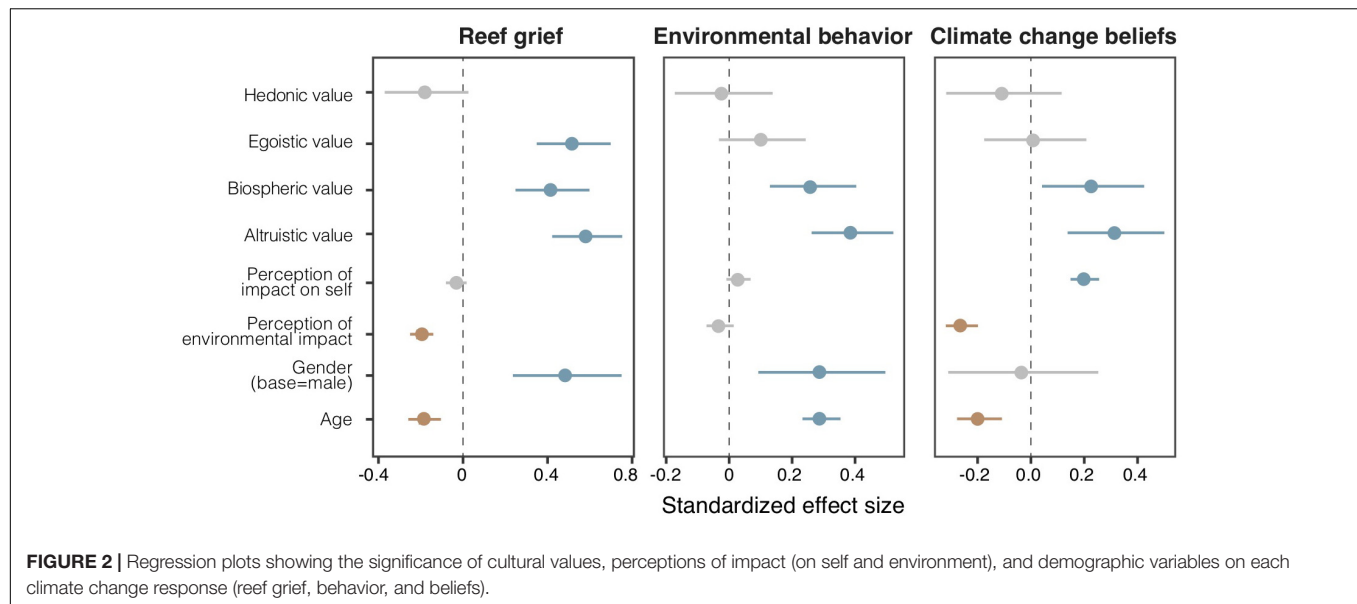 Reef grief
Environmental behavior
Climate change beliefs
Hedonic value
Egoistic value
Biospheric value
Altruistic value
Perception of
impact on self
Perception of
environmental impact
Gender
(base=male)
Age
-0.4 0 0.4 0.8
-0.2 0 0.2 0.4
-0.2 0.0 0.2 0.4
Standardized effect size
FIGURE 2 | Regression plots showing the significance of cultural values, perceptions of impact (on self and environment), and demographic variables on each
climate change response (reef grief, behavior, and beliefs).